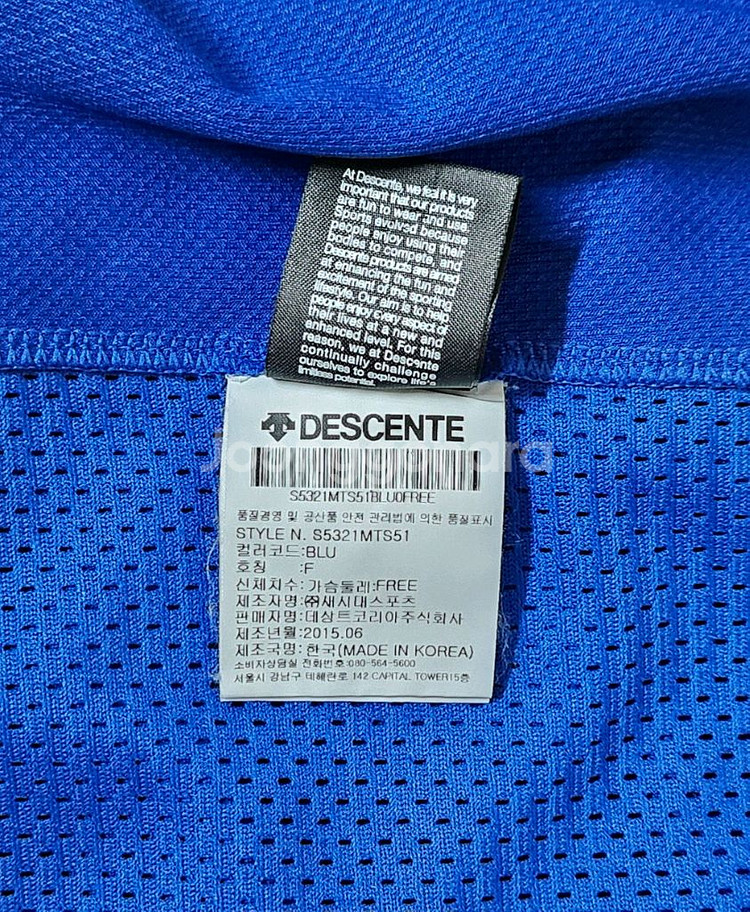 At Descente, we feel it is very
important that our products
are fun to wear and use
Sports evolved because
people enjoy using their
bodies to compete, and
Descente products are aimed
at enhancing the fun and
excitement of the sporting
lifestyle. Our aim is to help
people enjoy every aspect of
their lives at a new and
enhanced level. For this
reason, we at Descente
continually challenge
ourselves to explore life's
limitless potential.
DESCENTE
Joonggonara
S5321MTS51BLU0FREE
품질경영 및 공산품 안전 관리법에 의한 품질표시
STYLE N. S5321MTS51
컬러코드:BLU
호칭 :F
신체치수:가슴둘레:FREE
제조자명:㈜새시대스포츠
판매자명:데상트코리아주식회사
제조년월:2015.06
제조국명:한국(MADE IN KOREA)
소비자상담실 전화번호:080-564-5600
서울시 강남구 테헤란로 142 CAPITAL TOWER15층